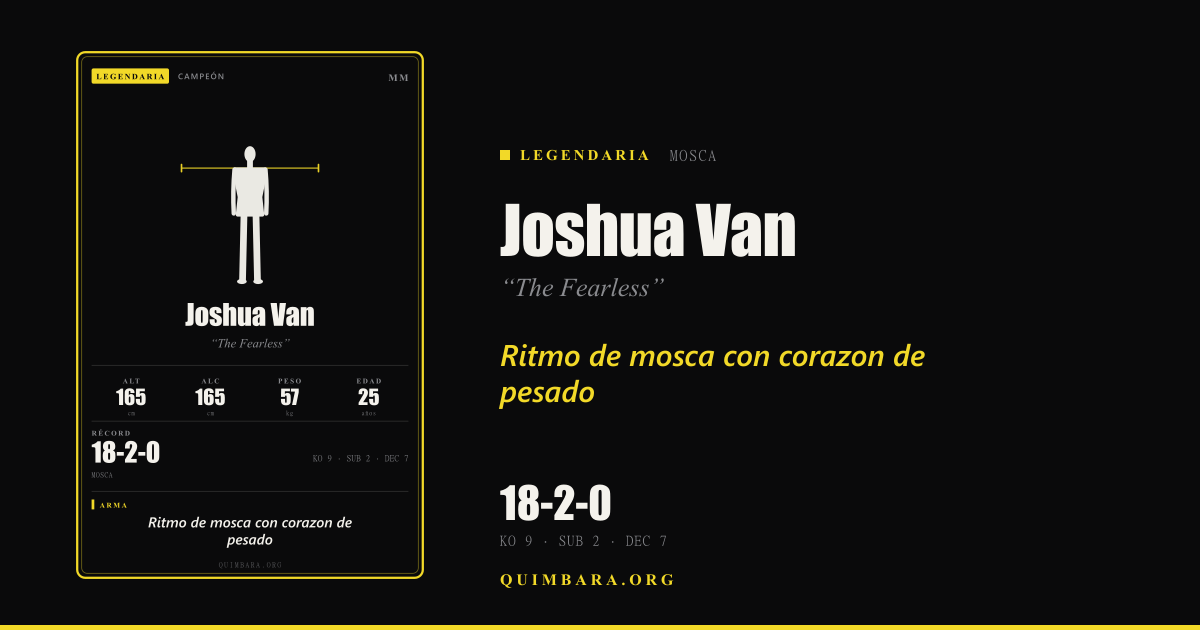 LEGENDARIA CAMPEÓN MM
Joshua Van
“The Fearless”
ALT ALC PESO EDAD
165 165 57 25
cm cm kg años
RÉCORD
18-2-0
KO 9 · SUB 2 · DEC 7
MOSCA
ARMA
Ritmo de mosca con corazon de
pesado
QUIMBARA.ORG
LEGENDARIA MOSCA
Joshua Van
“The Fearless”
Ritmo de mosca con corazon de
pesado
18-2-0
KO 9 · SUB 2 · DEC 7
QUIMBARA.ORG